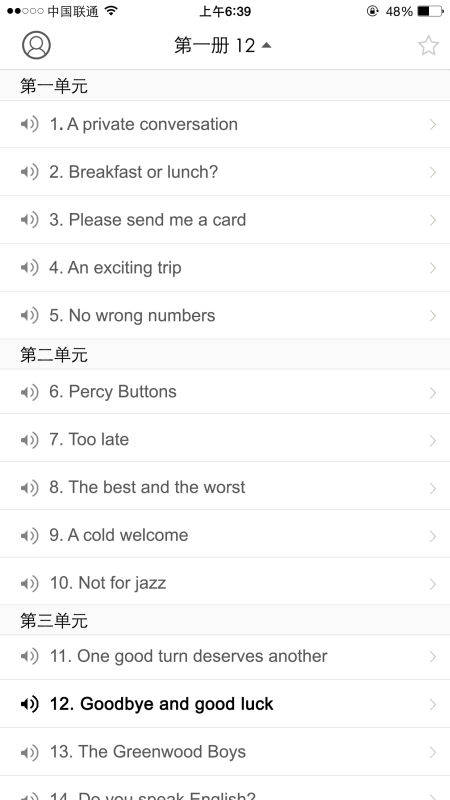 中国联通 上午6:39 48%
第一册 12
第一单元
1. A private conversation
2. Breakfast or lunch?
3. Please send me a card
4. An exciting trip
5. No wrong numbers
第二单元
6. Percy Buttons
7. Too late
8. The best and the worst
9. A cold welcome
10. Not for jazz
第三单元
11. One good turn deserves another
12. Goodbye and good luck
13. The Greenwood Boys
14. Do you speak English?